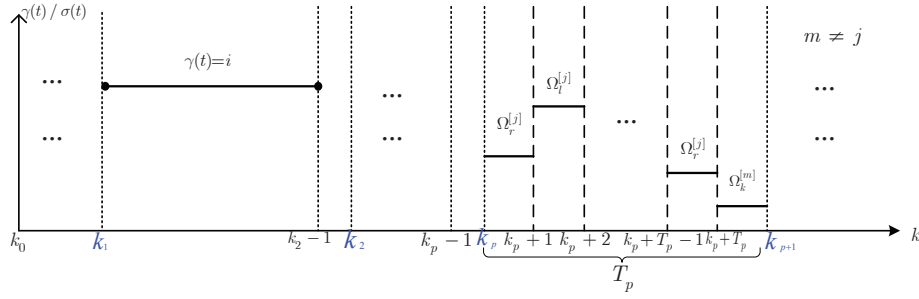 γ(t) / σ(t)
m ≠ j
γ(t)=i
... ... Ω_l^{[j]} ...
Ω_r^{[j]} ... Ω_r^{[j]}
... ... Ω_k^{[m]} ...
k_0 k_1 k_2 − 1 k_2 k_p − 1 k_p k_p + 1 k_p + 2 k_p + T_p − 1 k_p + T_p k_{p+1} k
T_p